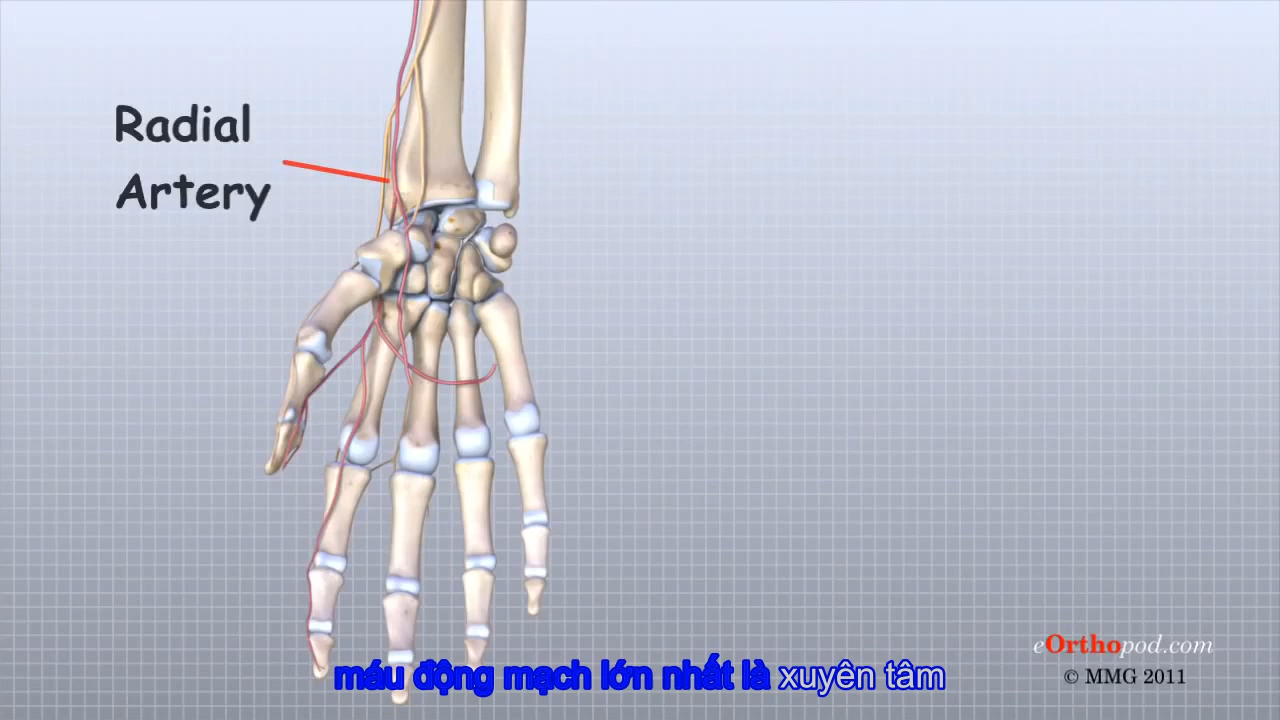 Radial
Artery
eOrthopod.com
máu động mạch lớn nhất là xuyên tâm
© MMG 2011